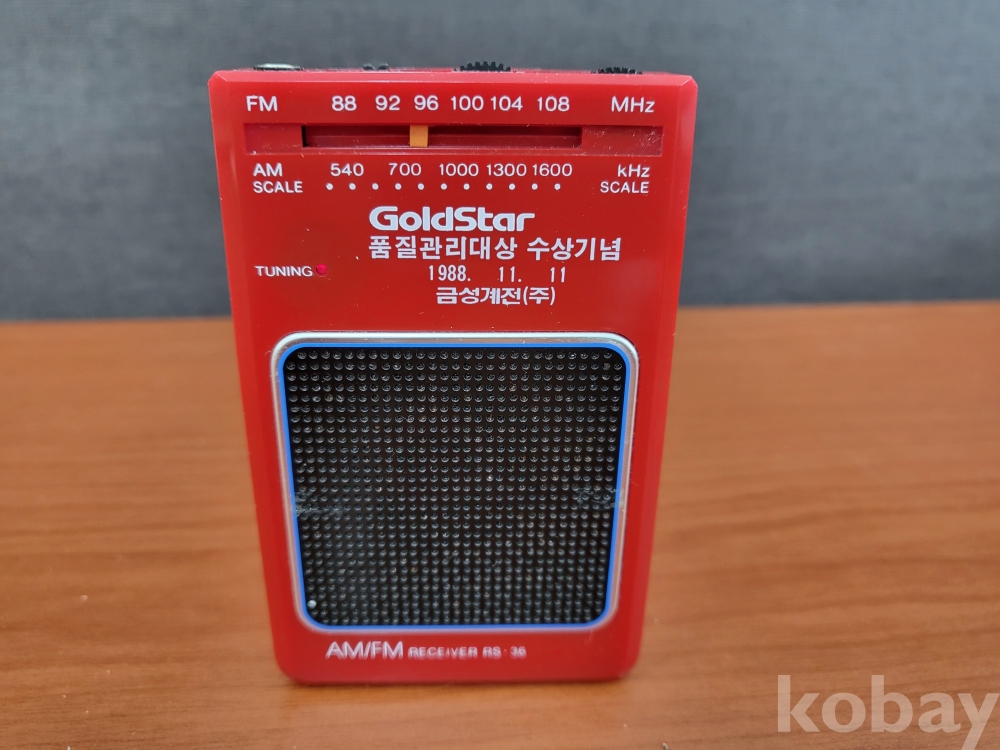 FM 88 92 96 100 104 108 MHz
AM 540 700 1000 1300 1600 kHz
SCALE SCALE
GoldStar
품질관리대상 수상기념
TUNING 1988. 11. 11
금성계전(주)
AM/FM RECEIVER RS-36
kobay